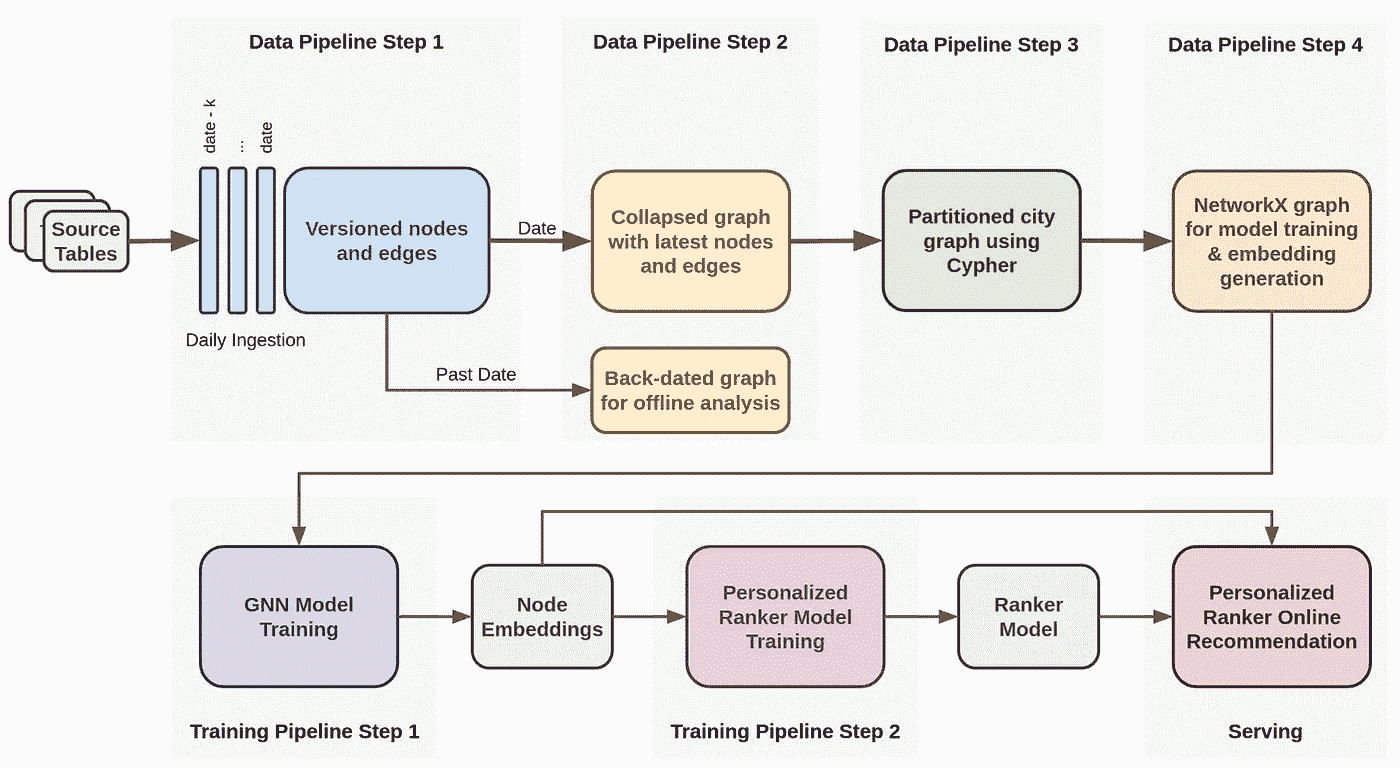 Data Pipeline Step 1
Data Pipeline Step 2
Data Pipeline Step 3
Data Pipeline Step 4
date - k
...
date
Source
Tables
Versioned nodes
and edges
Daily Ingestion
Date
Past Date
Collapsed graph
with latest nodes
and edges
Back-dated graph
for offline analysis
Partitioned city
graph using
Cypher
NetworkX graph
for model training
& embedding
generation
GNN Model
Training
Node
Embeddings
Personalized
Ranker Model
Training
Ranker
Model
Personalized
Ranker Online
Recommendation
Training Pipeline Step 1
Training Pipeline Step 2
Serving